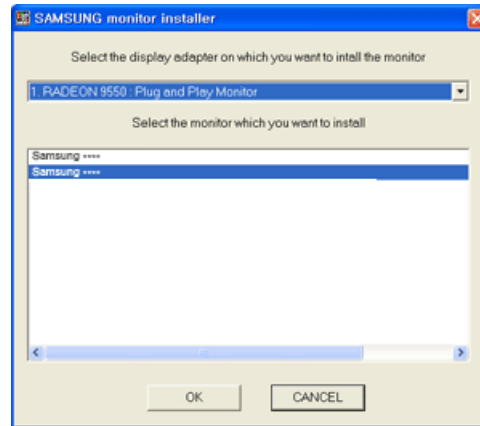 SAMSUNG monitor installer
Select the display adapter on which you want to intall the monitor
1. RADEON 9550 : Plug and Play Monitor
Select the monitor which you want to install
Samsung ****
Samsung ****
OK
CANCEL